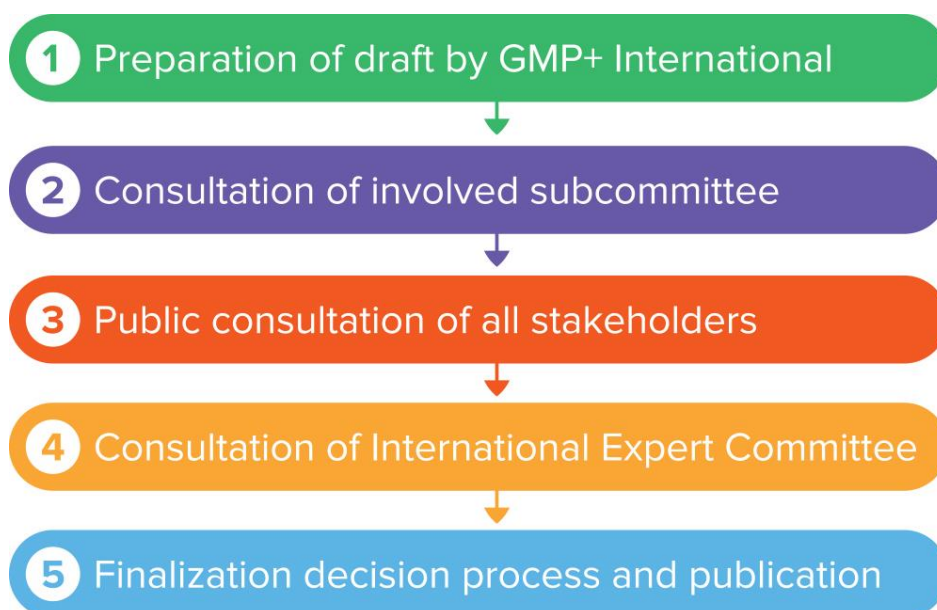 1 Preparation of draft by GMP+ International
2 Consultation of involved subcommittee
3 Public consultation of all stakeholders
4 Consultation of International Expert Committee
5 Finalization decision process and publication